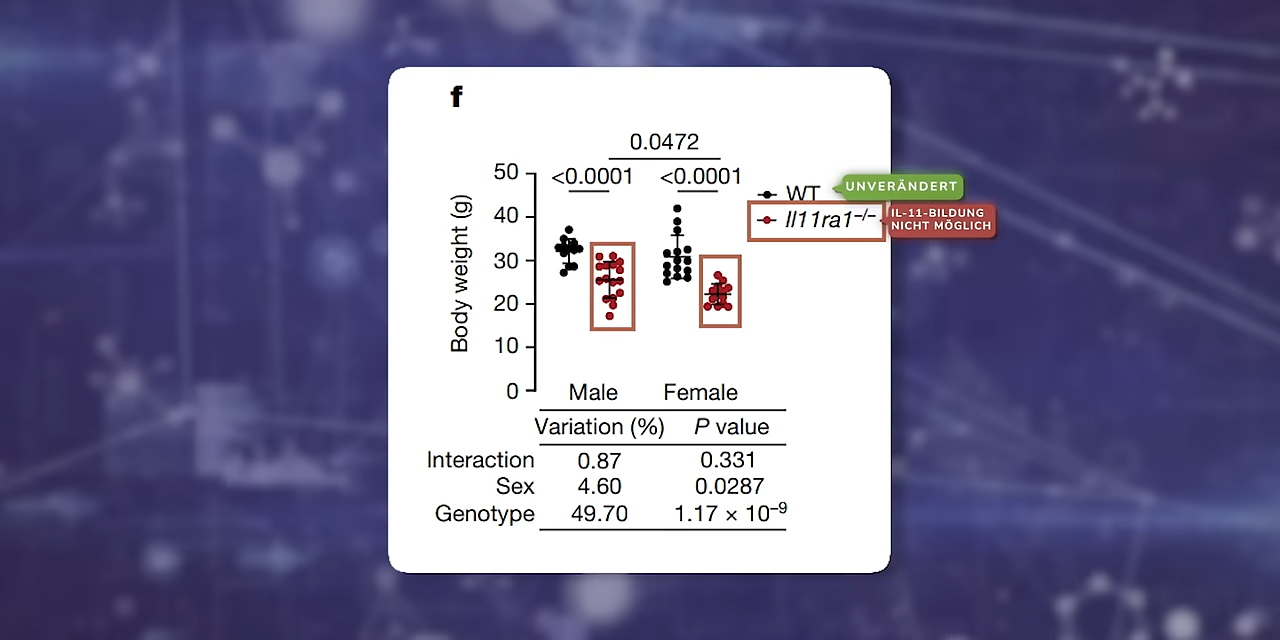 f
0.0472
<0.0001 <0.0001
50
40
30
20
10
0
Body weight (g)
WT
UNVERÄNDERT
Il11ra1−/−
IL-11-BILDUNG
NICHT MÖGLICH
Male Female
Variation (%) P value
Interaction 0.87 0.331
Sex 4.60 0.0287
Genotype 49.70 1.17 × 10−9